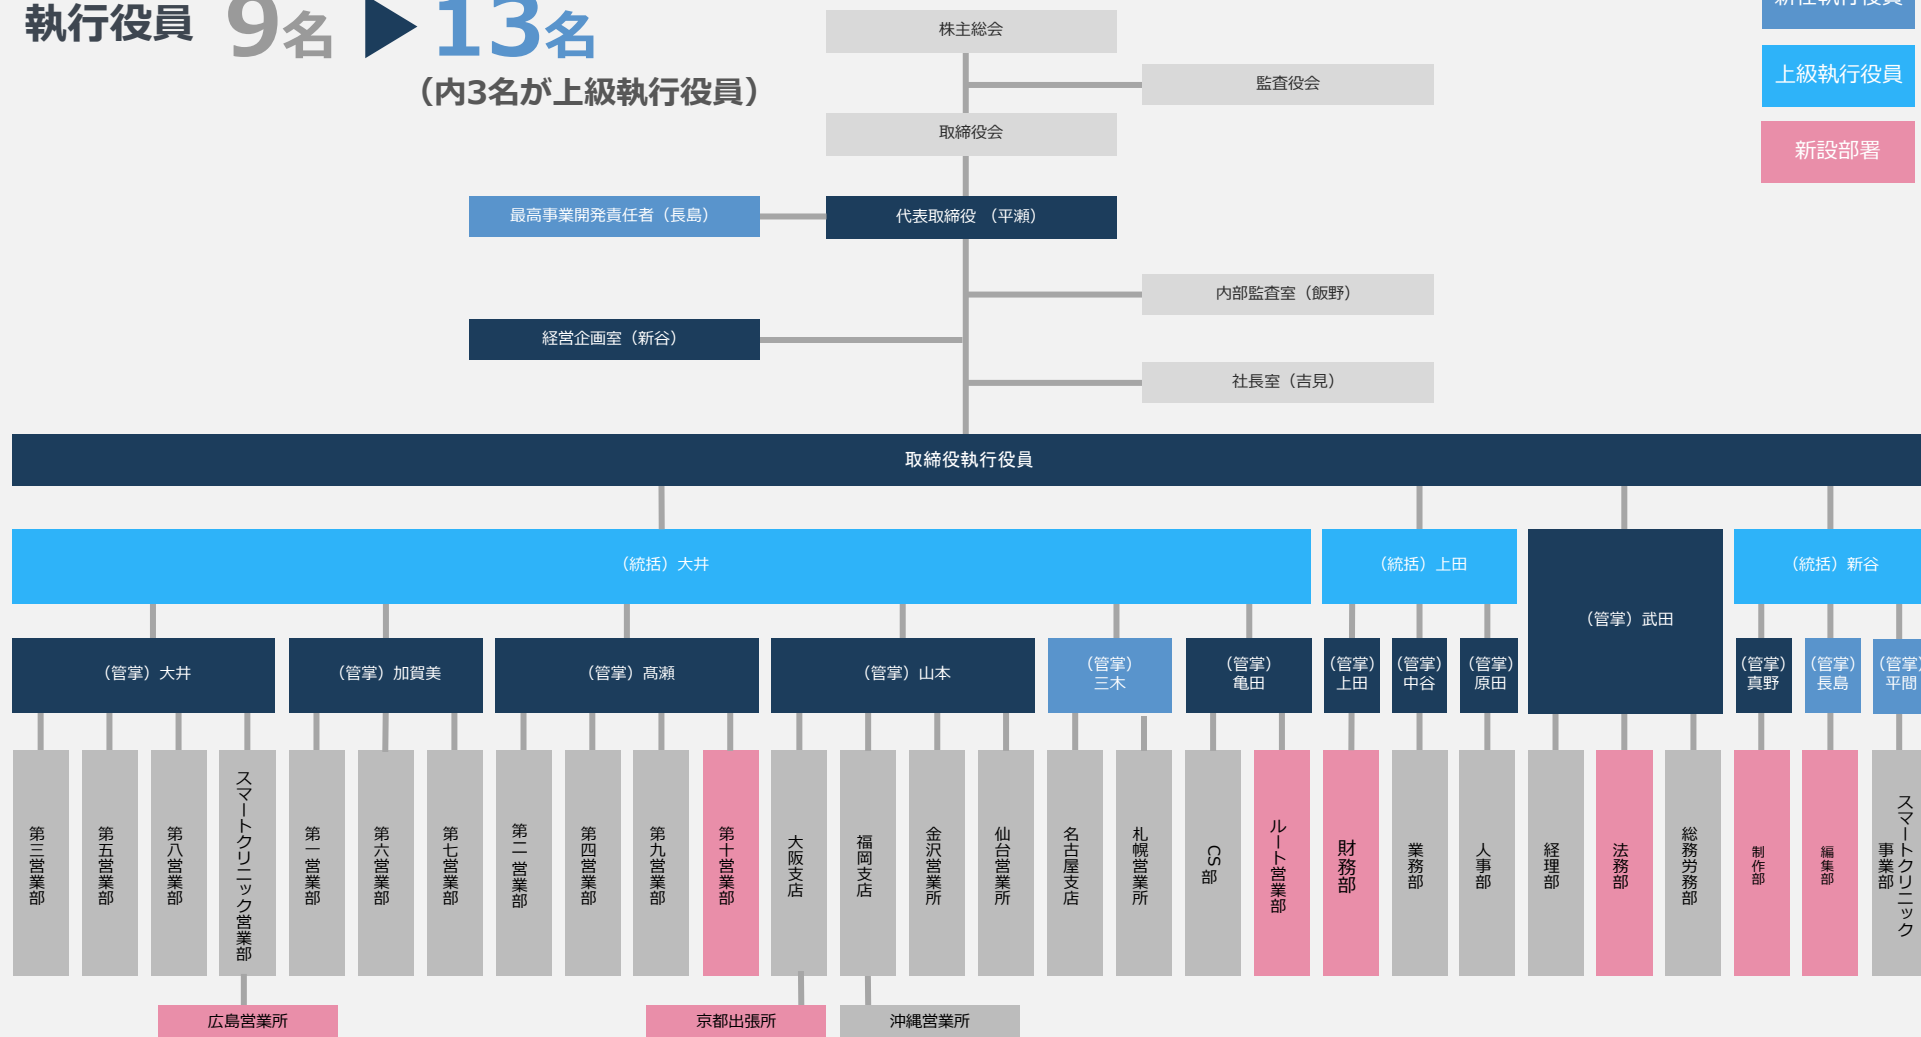 執行役員 9名 13名
（内3名が上級執行役員）
新任執行役員
上級執行役員
新設部署
株主総会
監査役会
取締役会
最高事業開発責任者（長島）
代表取締役 （平瀬）
内部監査室（飯野）
経営企画室（新谷）
社長室（吉見）
取締役執行役員
（統括）大井
（統括）上田
（管掌）武田
（統括）新谷
（管掌）大井
（管掌）加賀美
（管掌）髙瀬
（管掌）山本
（管掌）
三木
（管掌）
亀田
（管掌）
上田
（管掌）
中谷
（管掌）
原田
（管掌）
真野
（管掌）
長島
（管掌）
平間
第三営業部
第五営業部
第八営業部
スマートクリニック営業部
第一営業部
第六営業部
第七営業部
第二 営業部
第四営業部
第九営業部
第十営業部
大阪支店
福岡支店
金沢営業所
仙台営業所
名古屋支店
札幌営業所
CS部
ルート営業部
財務部
業務部
人事部
経理部
法務部
総務労務部
制作部
編集部
スマートクリニック
事業部
広島営業所
京都出張所
沖縄営業所